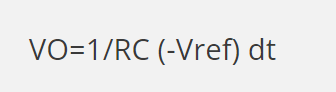 VO=1/RC (-Vref) dt